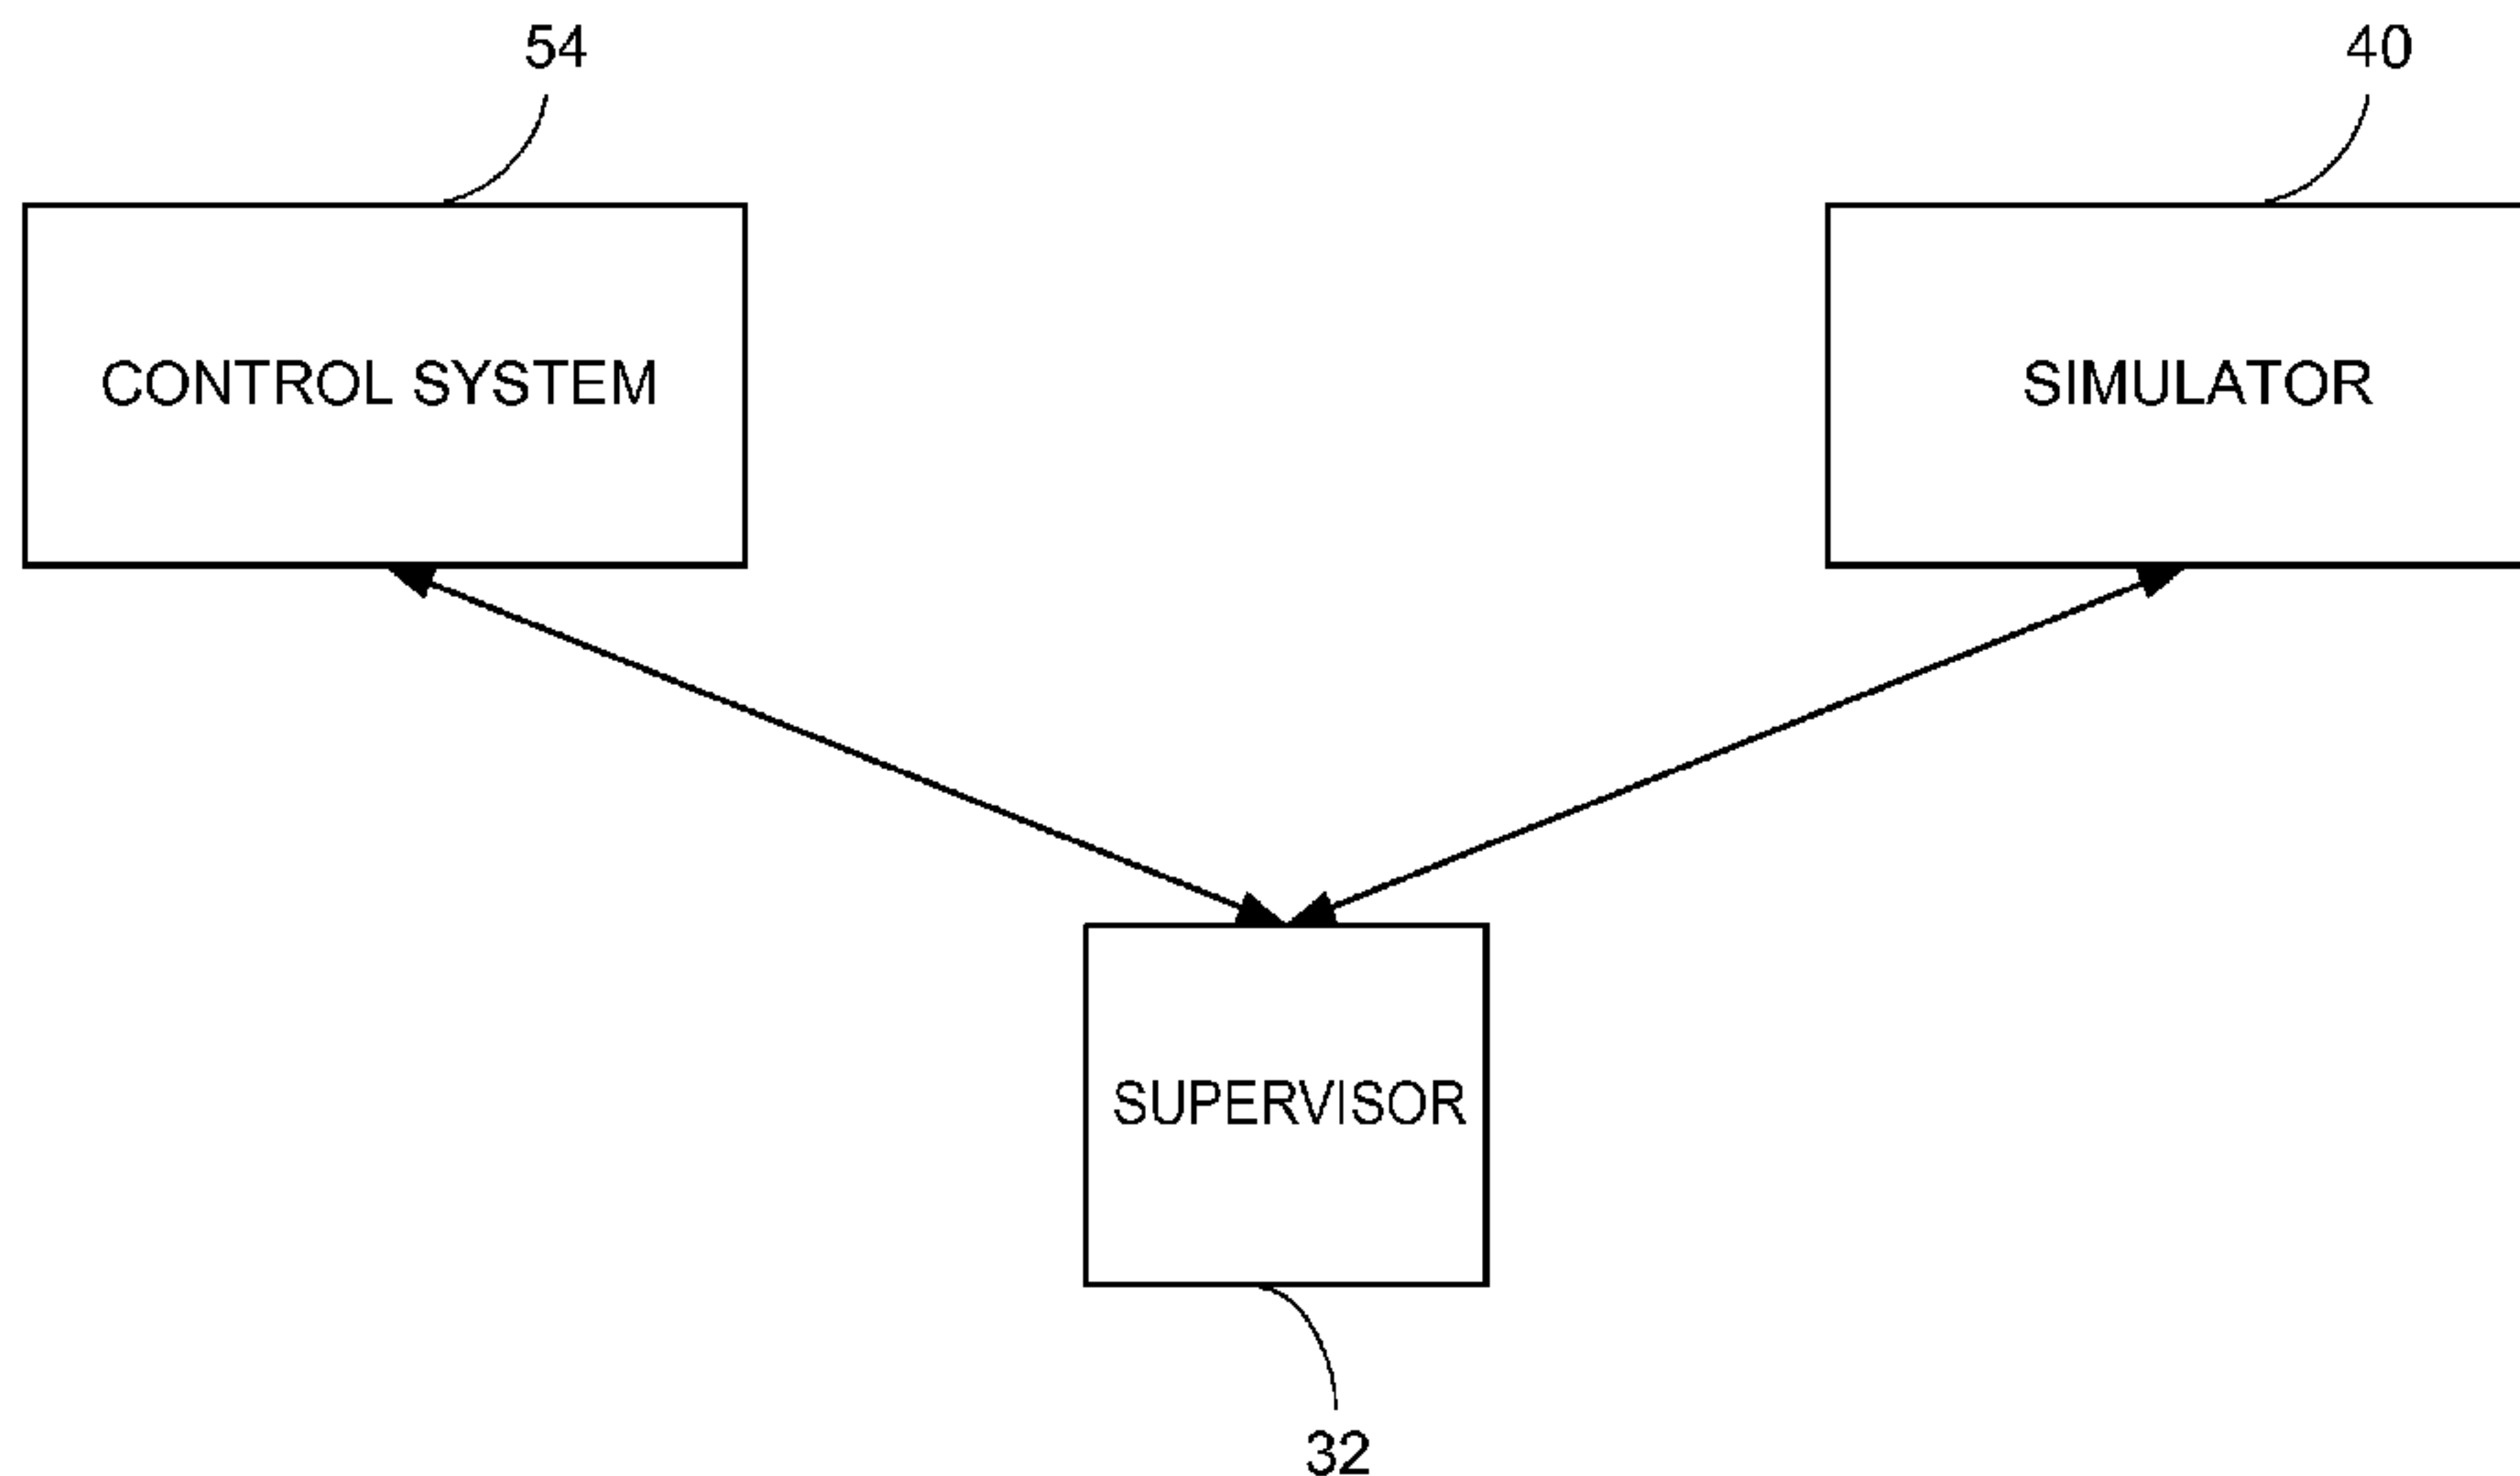 54
40
CONTROL SYSTEM
SIMULATOR
SUPERVISOR
32